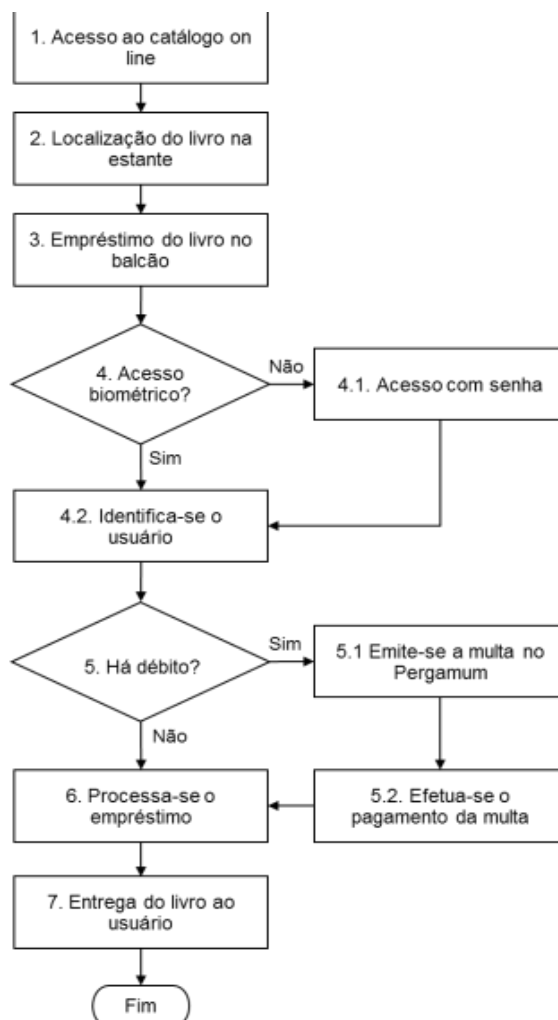 1. Acesso ao catálogo on
line
2. Localização do livro na
estante
3. Empréstimo do livro no
balcão
4. Acesso
biométrico?
Não
4.1. Acesso com senha
Sim
4.2. Identifica-se o
usuário
5. Há débito?
Sim
5.1 Emite-se a multa no
Pergamum
Não
5.2. Efetua-se o
pagamento da multa
6. Processa-se o
empréstimo
7. Entrega do livro ao
usuário
Fim